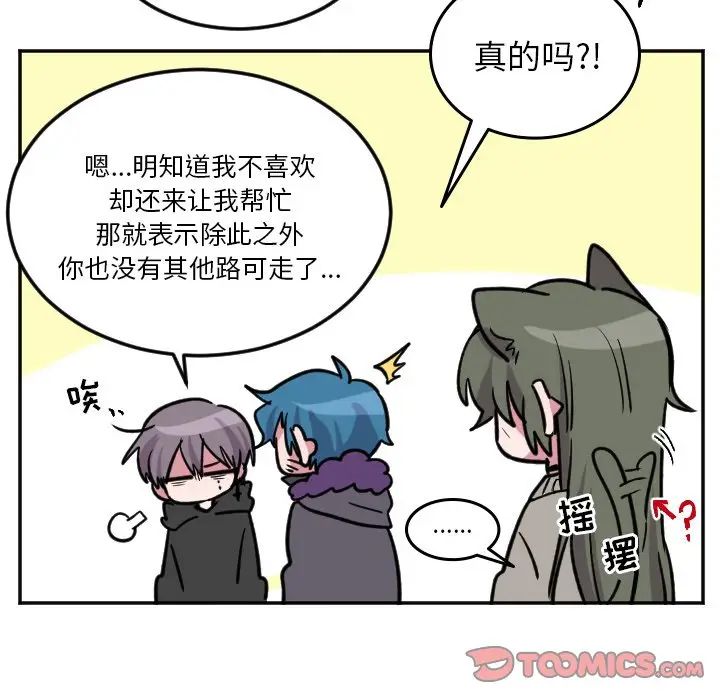 真的吗?!
嗯...明知道我不喜欢
却还来让我帮忙
那就表示除此之外
你也没有其他路可走了...
唉
......
摇
摆
?
TOOMICS.COM